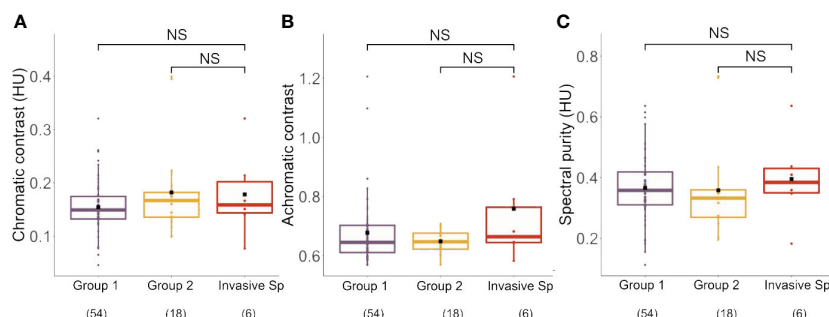 A
NS
NS
Chromatic contrast (HU)
0.4
0.3
0.2
0.1
Group 1 Group 2 Invasive Sp
(54) (18) (6)
B
NS
NS
Achromatic contrast
1.2
1.0
0.8
0.6
Group 1 Group 2 Invasive Sp
(54) (18) (6)
C
NS
NS
Spectral purity (HU)
0.8
0.6
0.4
0.2
Group 1 Group 2 Invasive Sp
(54) (18) (6)